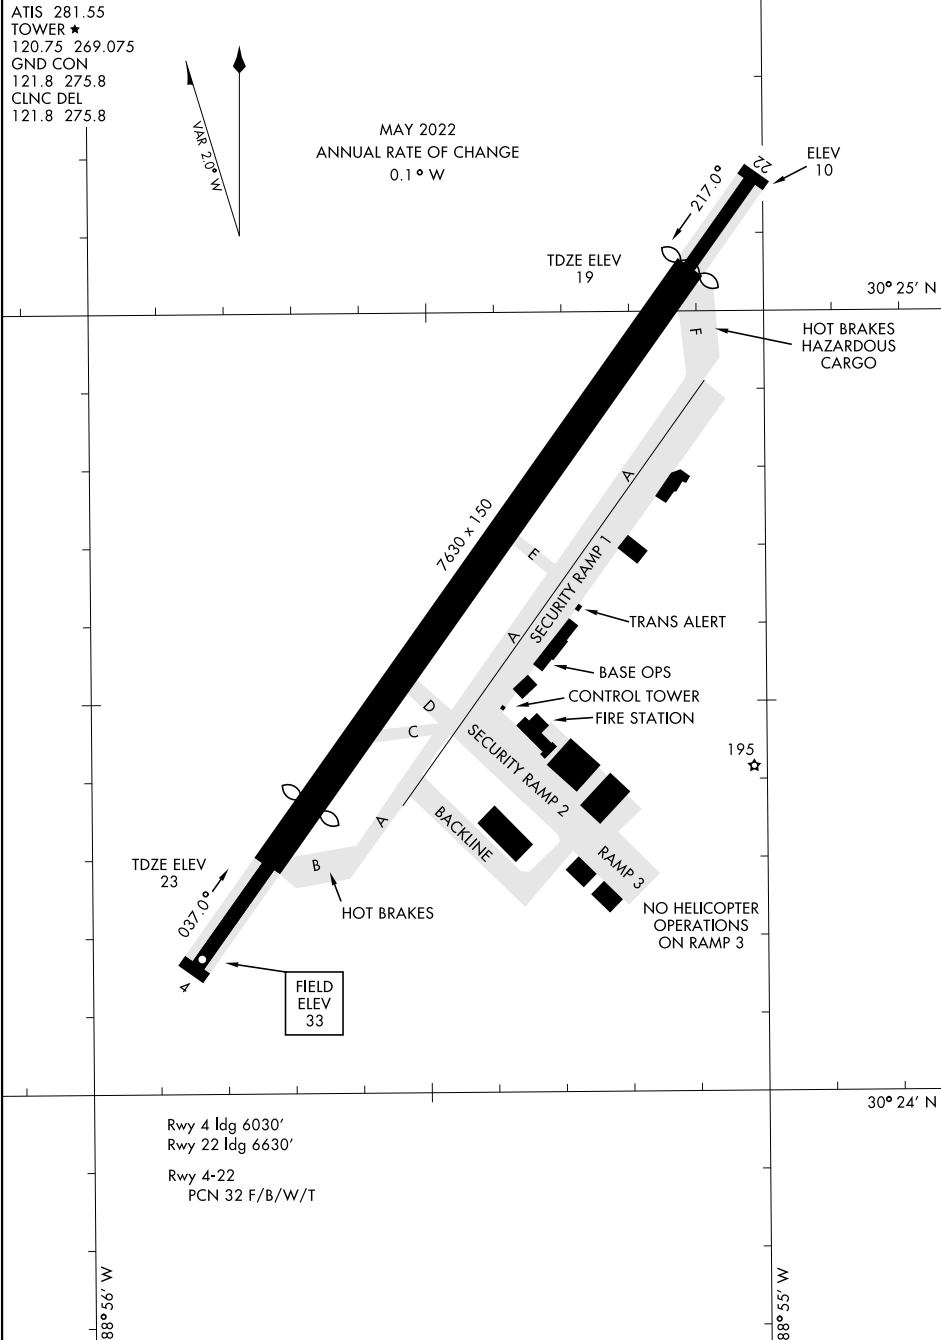 ATIS 281.55
TOWER ★
120.75 269.075
GND CON
121.8 275.8
CLNC DEL
121.8 275.8
VAR 2.0° W
MAY 2022
ANNUAL RATE OF CHANGE
0.1° W
22
ELEV
10
217.0°
TDZE ELEV
19
30° 25' N
F
HOT BRAKES
HAZARDOUS
CARGO
A
7630 x 150
E
SECURITY RAMP 1
A
TRANS ALERT
BASE OPS
CONTROL TOWER
FIRE STATION
D
C
SECURITY RAMP 2
195
A
BACKLINE
B
RAMP 3
TDZE ELEV
23
037.0°
HOT BRAKES
NO HELICOPTER
OPERATIONS
ON RAMP 3
4
FIELD
ELEV
33
30° 24' N
Rwy 4 ldg 6030'
Rwy 22 ldg 6630'
Rwy 4-22
PCN 32 F/B/W/T
88° 56' W
88° 55' W